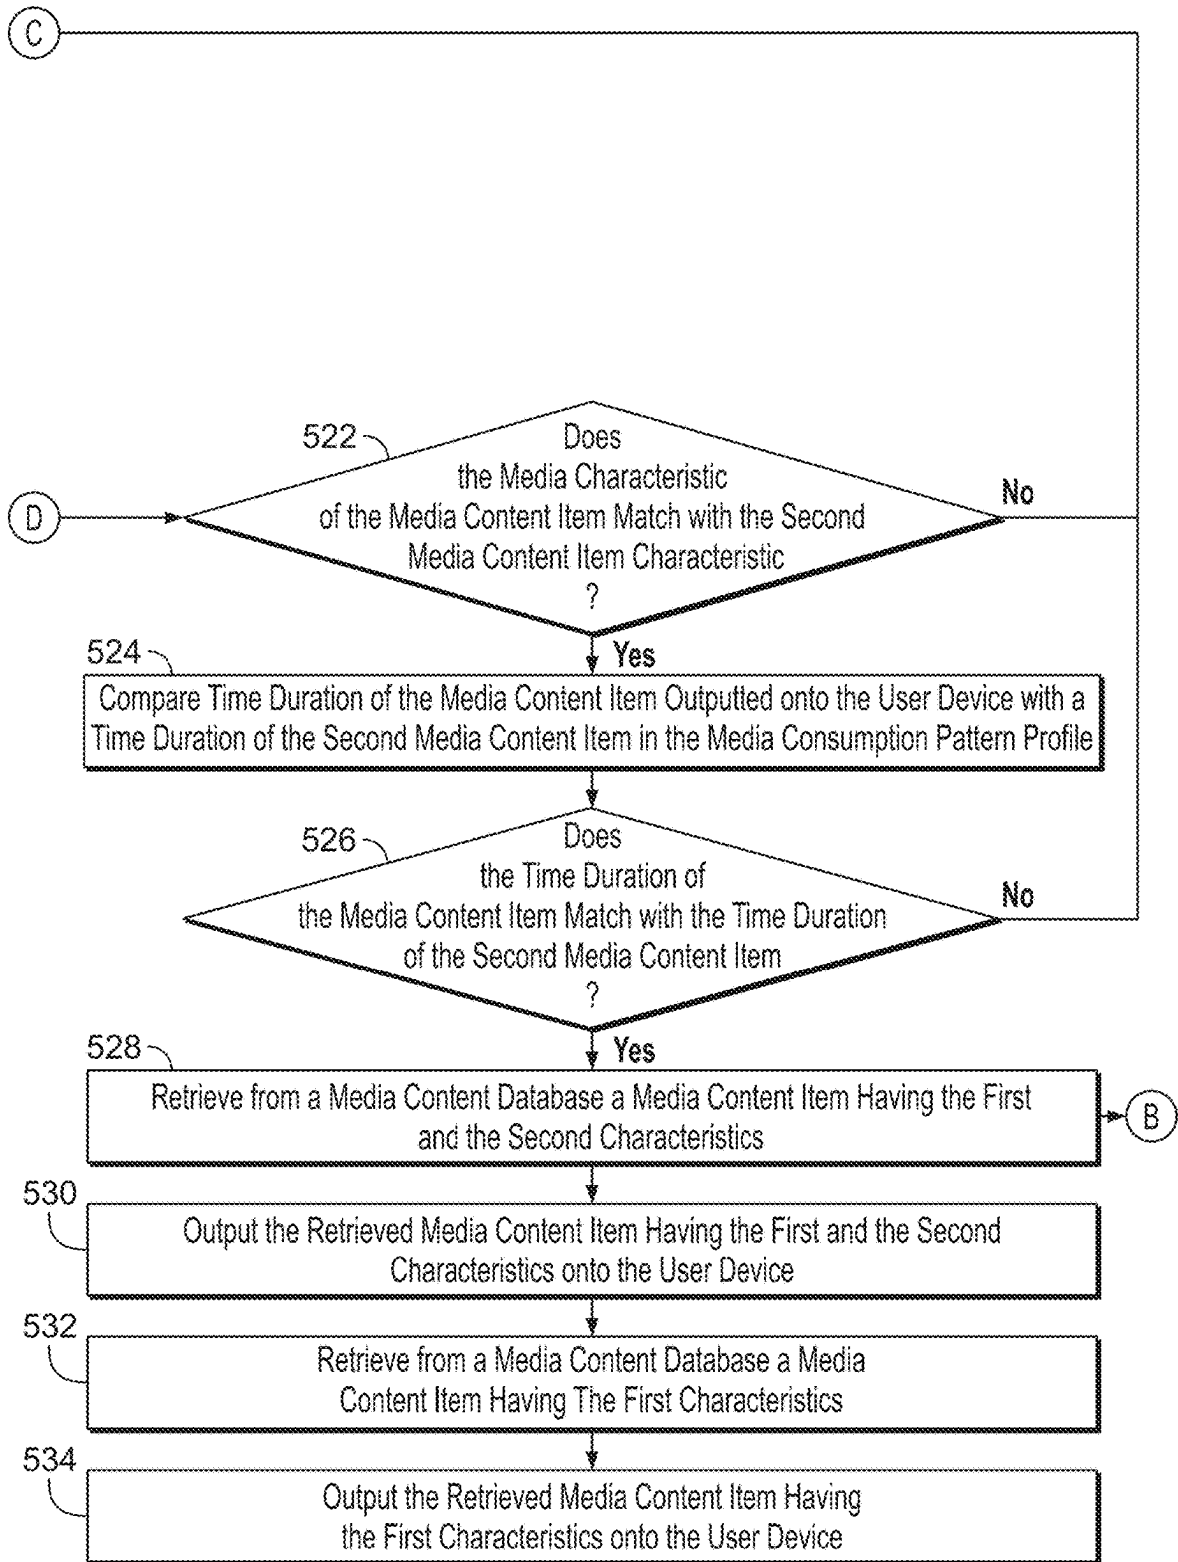 C
522
Does
the Media Characteristic
of the Media Content Item Match with the Second
Media Content Item Characteristic
?
No
D
Yes
524
Compare Time Duration of the Media Content Item Outputted onto the User Device with a
Time Duration of the Second Media Content Item in the Media Consumption Pattern Profile
526
Does
the Time Duration of
the Media Content Item Match with the Time Duration
of the Second Media Content Item
?
No
Yes
528
Retrieve from a Media Content Database a Media Content Item Having the First
and the Second Characteristics
B
530
Output the Retrieved Media Content Item Having the First and the Second
Characteristics onto the User Device
532
Retrieve from a Media Content Database a Media
Content Item Having The First Characteristics
534
Output the Retrieved Media Content Item Having
the First Characteristics onto the User Device